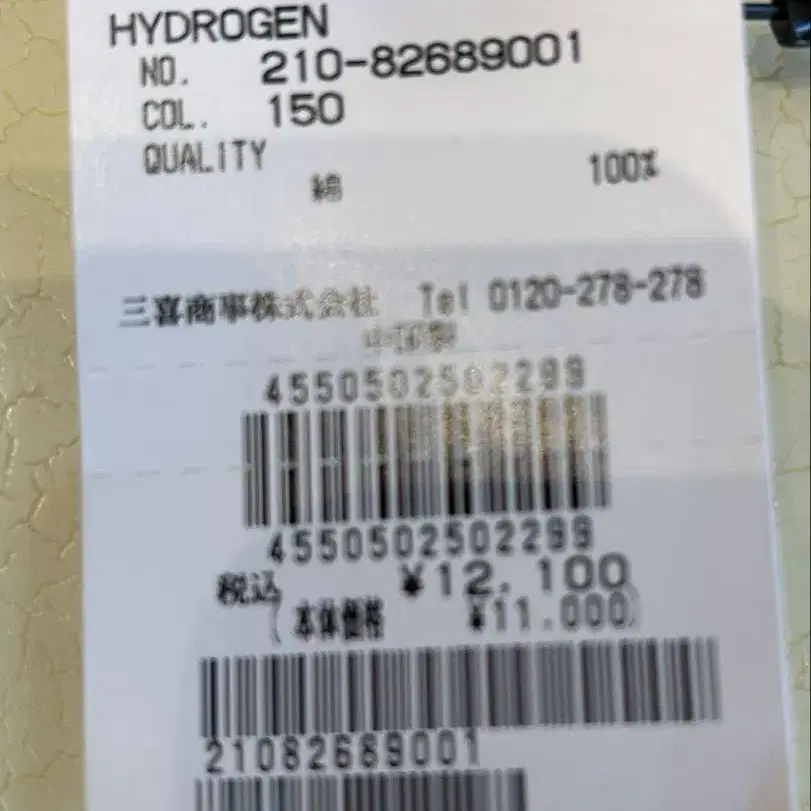 HYDROGEN
NO. 210-82689001
COL. 150
QUALITY
綿 100%
三喜商事株式会社 Tel 0120-278-278
中国製
4550502502299
4550502502299
税込 ¥12,100
(本体価格 ¥11,000)
21082689001